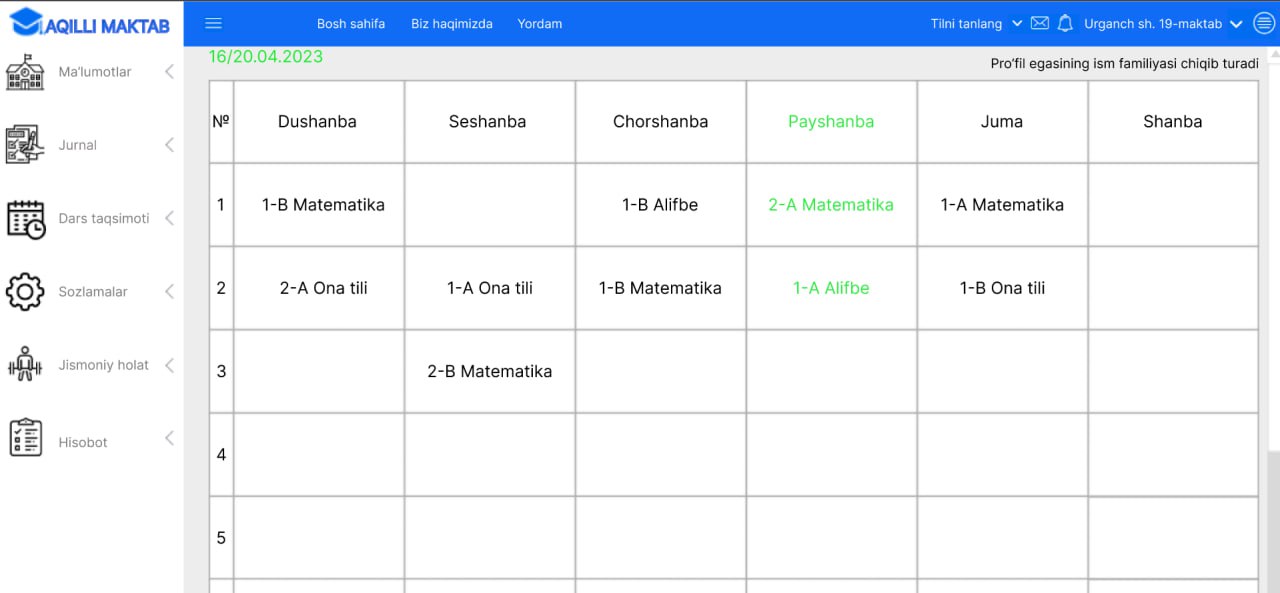 AQILLI MAKTAB
Bosh sahifa Biz haqimizda Yordam Tilni tanlang Urganch sh. 19-maktab
Ma'lumotlar
Jurnal
Dars taqsimoti
Sozlamalar
Jismoniy holat
Hisobot
16/20.04.2023
Pro'fil egasining ism familiyasi chiqib turadi
№ Dushanba Seshanba Chorshanba Payshanba Juma Shanba
1 1-B Matematika 1-B Alifbe 2-A Matematika 1-A Matematika
2 2-A Ona tili 1-A Ona tili 1-B Matematika 1-A Alifbe 1-B Ona tili
3 2-B Matematika
4
5